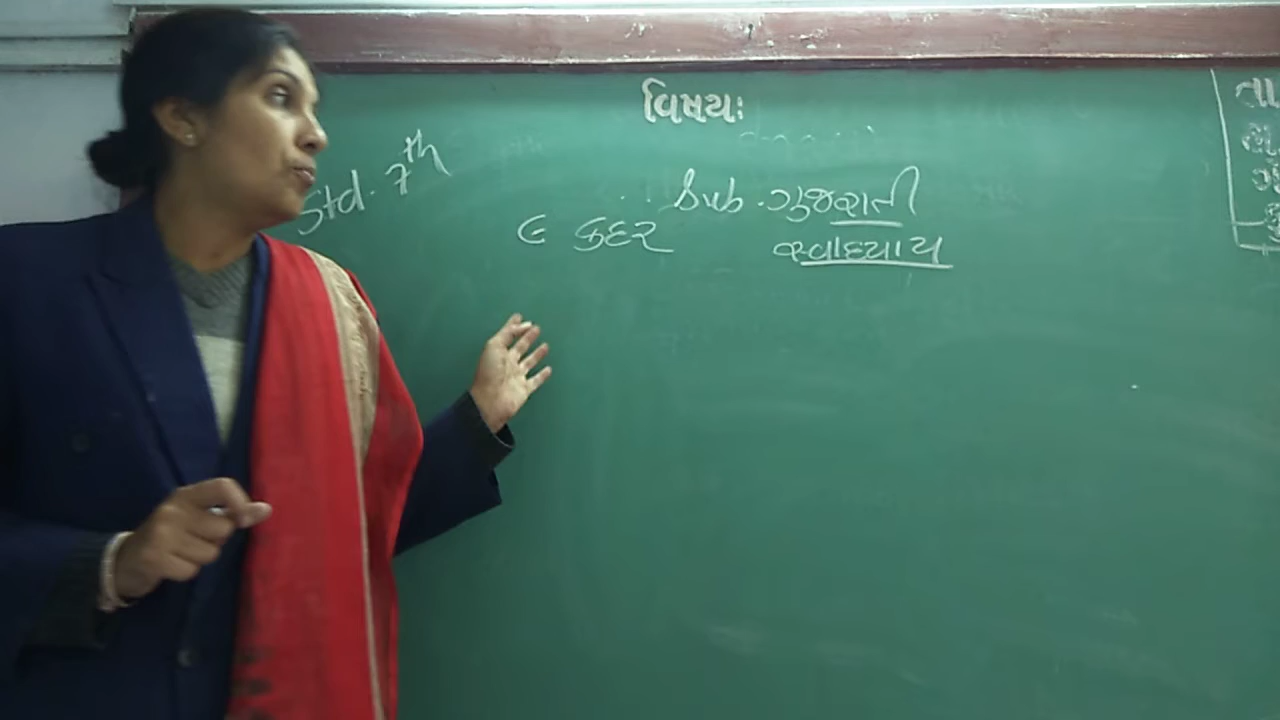 વિષયઃ
Std. 7th
Sub. ગુજરાતી
૯ કદર
સ્વાધ્યાય
તા